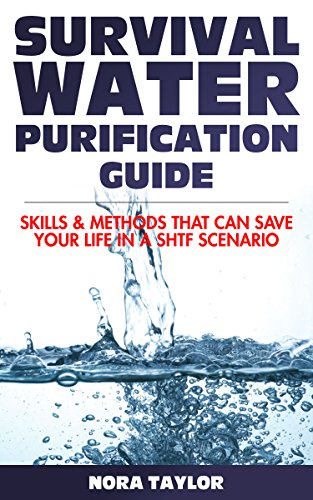 SURVIVAL
WATER
PURIFICATION
GUIDE
SKILLS & METHODS THAT CAN SAVE
YOUR LIFE IN A SHTF SCENARIO
NORA TAYLOR